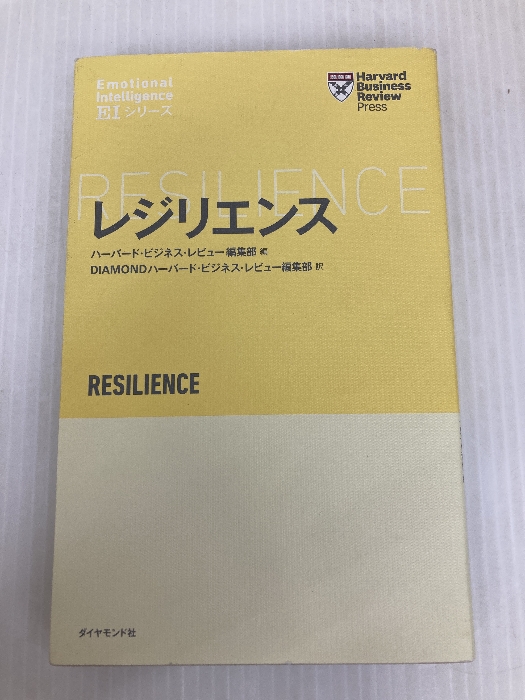 Emotional
Intelligence
EIシリーズ
Harvard
Business
Review
Press
RESILIENCE
レジリエンス
ハーバード・ビジネス・レビュー編集部 編
DIAMONDハーバード・ビジネス・レビュー編集部 訳
RESILIENCE
ダイヤモンド社